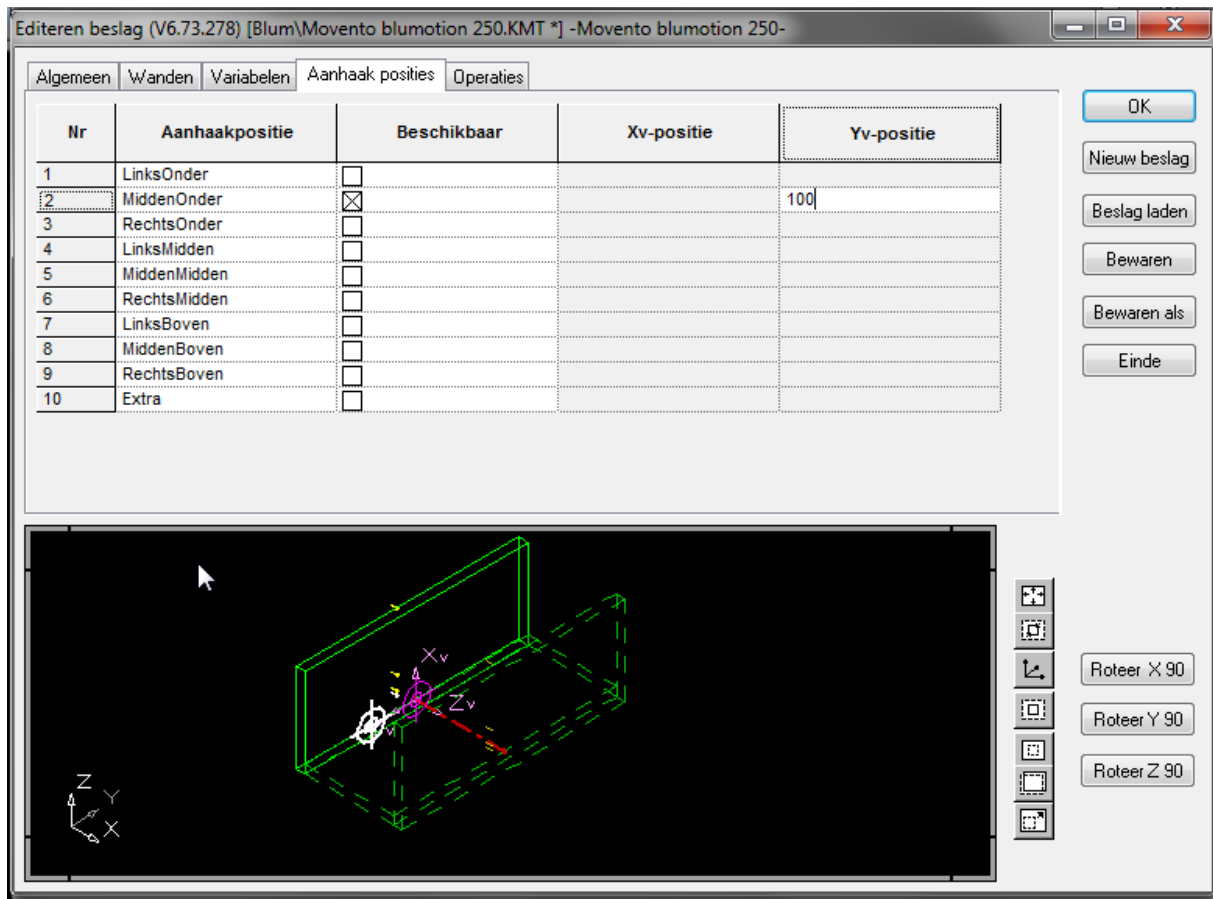 Editeren beslag (V6.73.278) [Blum\Movento blumotion 250.KMT *] -Movento blumotion 250-
Algemeen Wanden Variabelen Aanhaak posities Operaties
Nr Aanhaakpositie Beschikbaar Xv-positie Yv-positie
1 LinksOnder
2 MiddenOnder 100
3 RechtsOnder
4 LinksMidden
5 MiddenMidden
6 RechtsMidden
7 LinksBoven
8 MiddenBoven
9 RechtsBoven
10 Extra
OK
Nieuw beslag
Beslag laden
Bewaren
Bewaren als
Einde
Xv
Zv
v
Z
Y
X
Roteer X 90
Roteer Y 90
Roteer Z 90